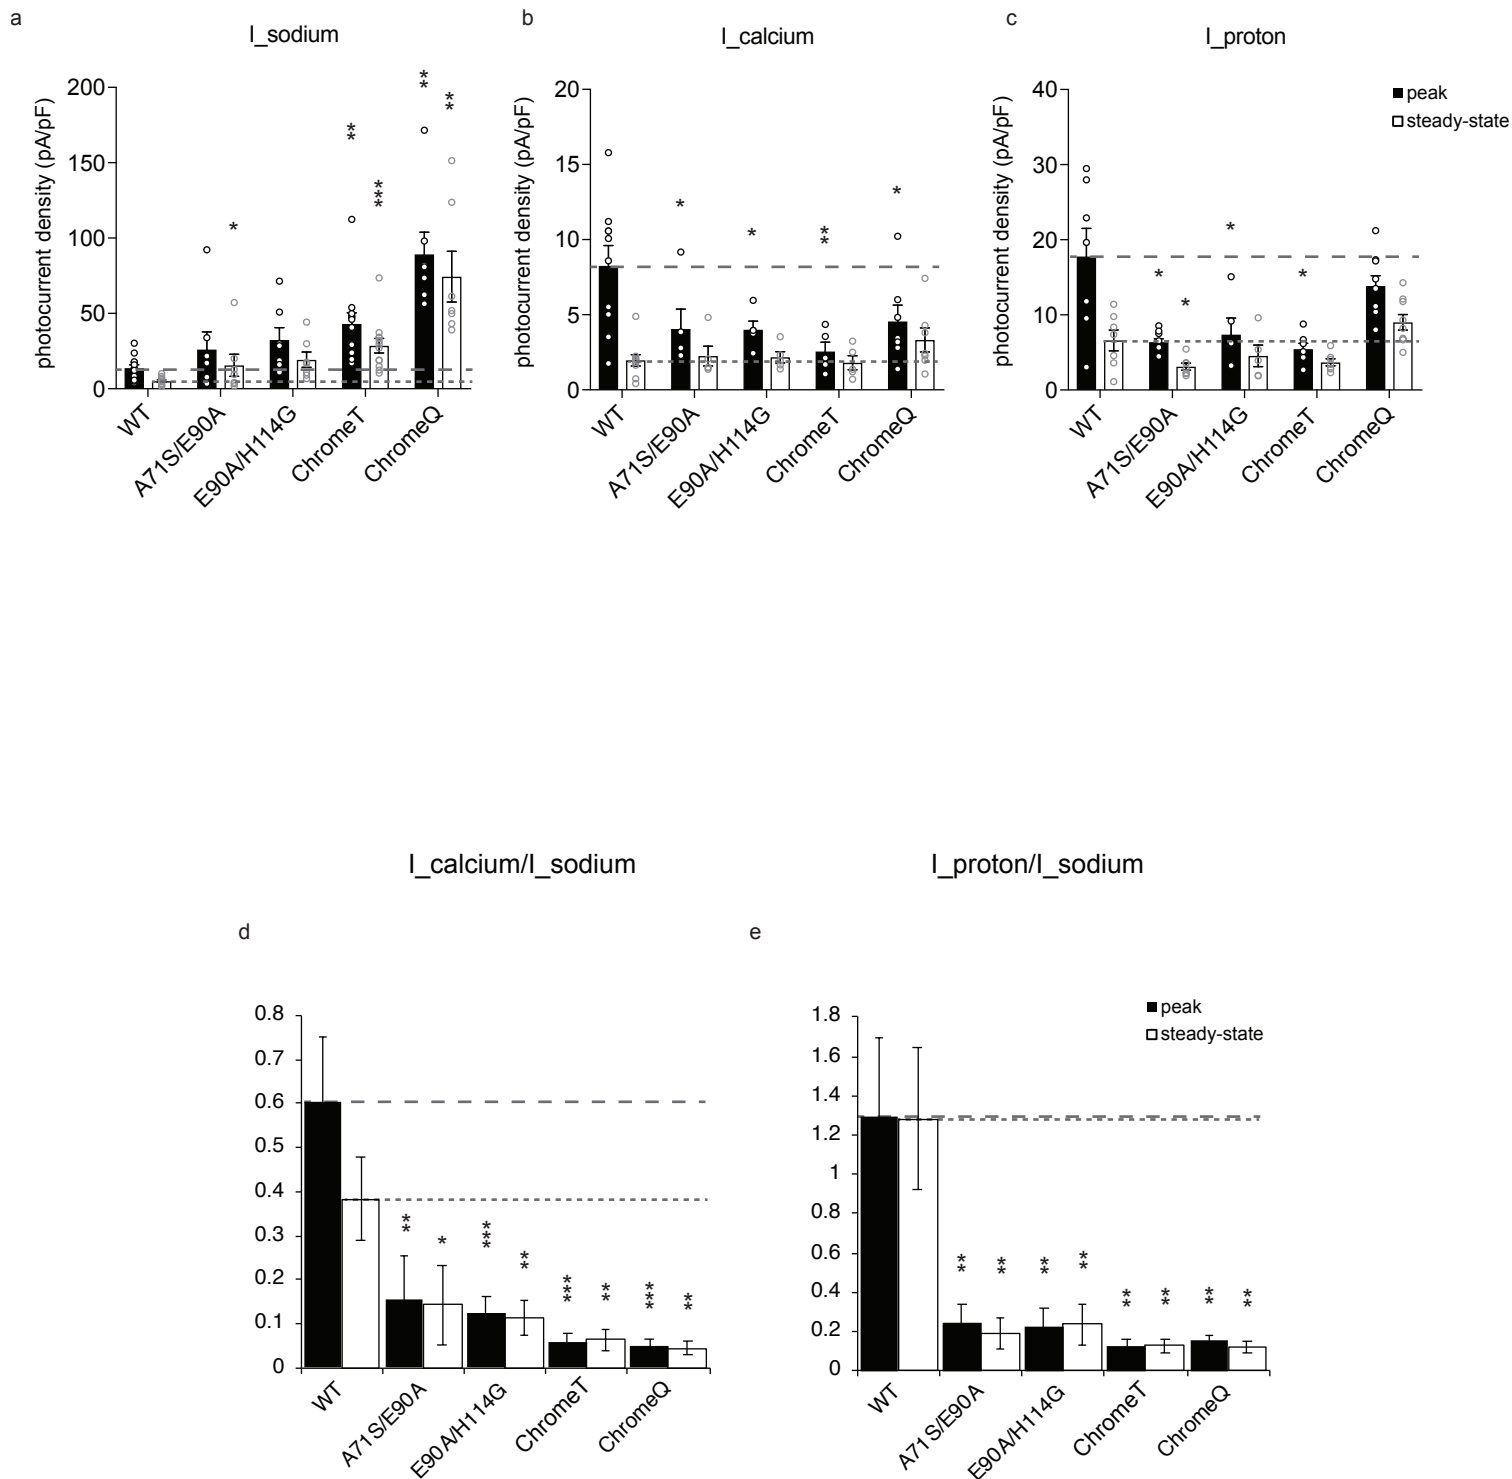 a
I_sodium
photocurrent density (pA/pF)
200
150
100
50
0
** ** ** *** *
WT
A71S/E90A
E90A/H114G
ChromeT
ChromeQ
b
I_calcium
photocurrent density (pA/pF)
20
15
10
5
0
* * ** *
WT
A71S/E90A
E90A/H114G
ChromeT
ChromeQ
c
I_proton
photocurrent density (pA/pF)
40
30
20
10
0
* * * *
WT
A71S/E90A
E90A/H114G
ChromeT
ChromeQ
peak
steady-state
I_calcium/I_sodium
d
0.8
0.7
0.6
0.5
0.4
0.3
0.2
0.1
0
** * *** ** *** ** *** **
WT
A71S/E90A
E90A/H114G
ChromeT
ChromeQ
I_proton/I_sodium
e
1.8
1.6
1.4
1.2
1
0.8
0.6
0.4
0.2
0
** ** ** ** ** ** ** **
WT
A71S/E90A
E90A/H114G
ChromeT
ChromeQ
peak
steady-state